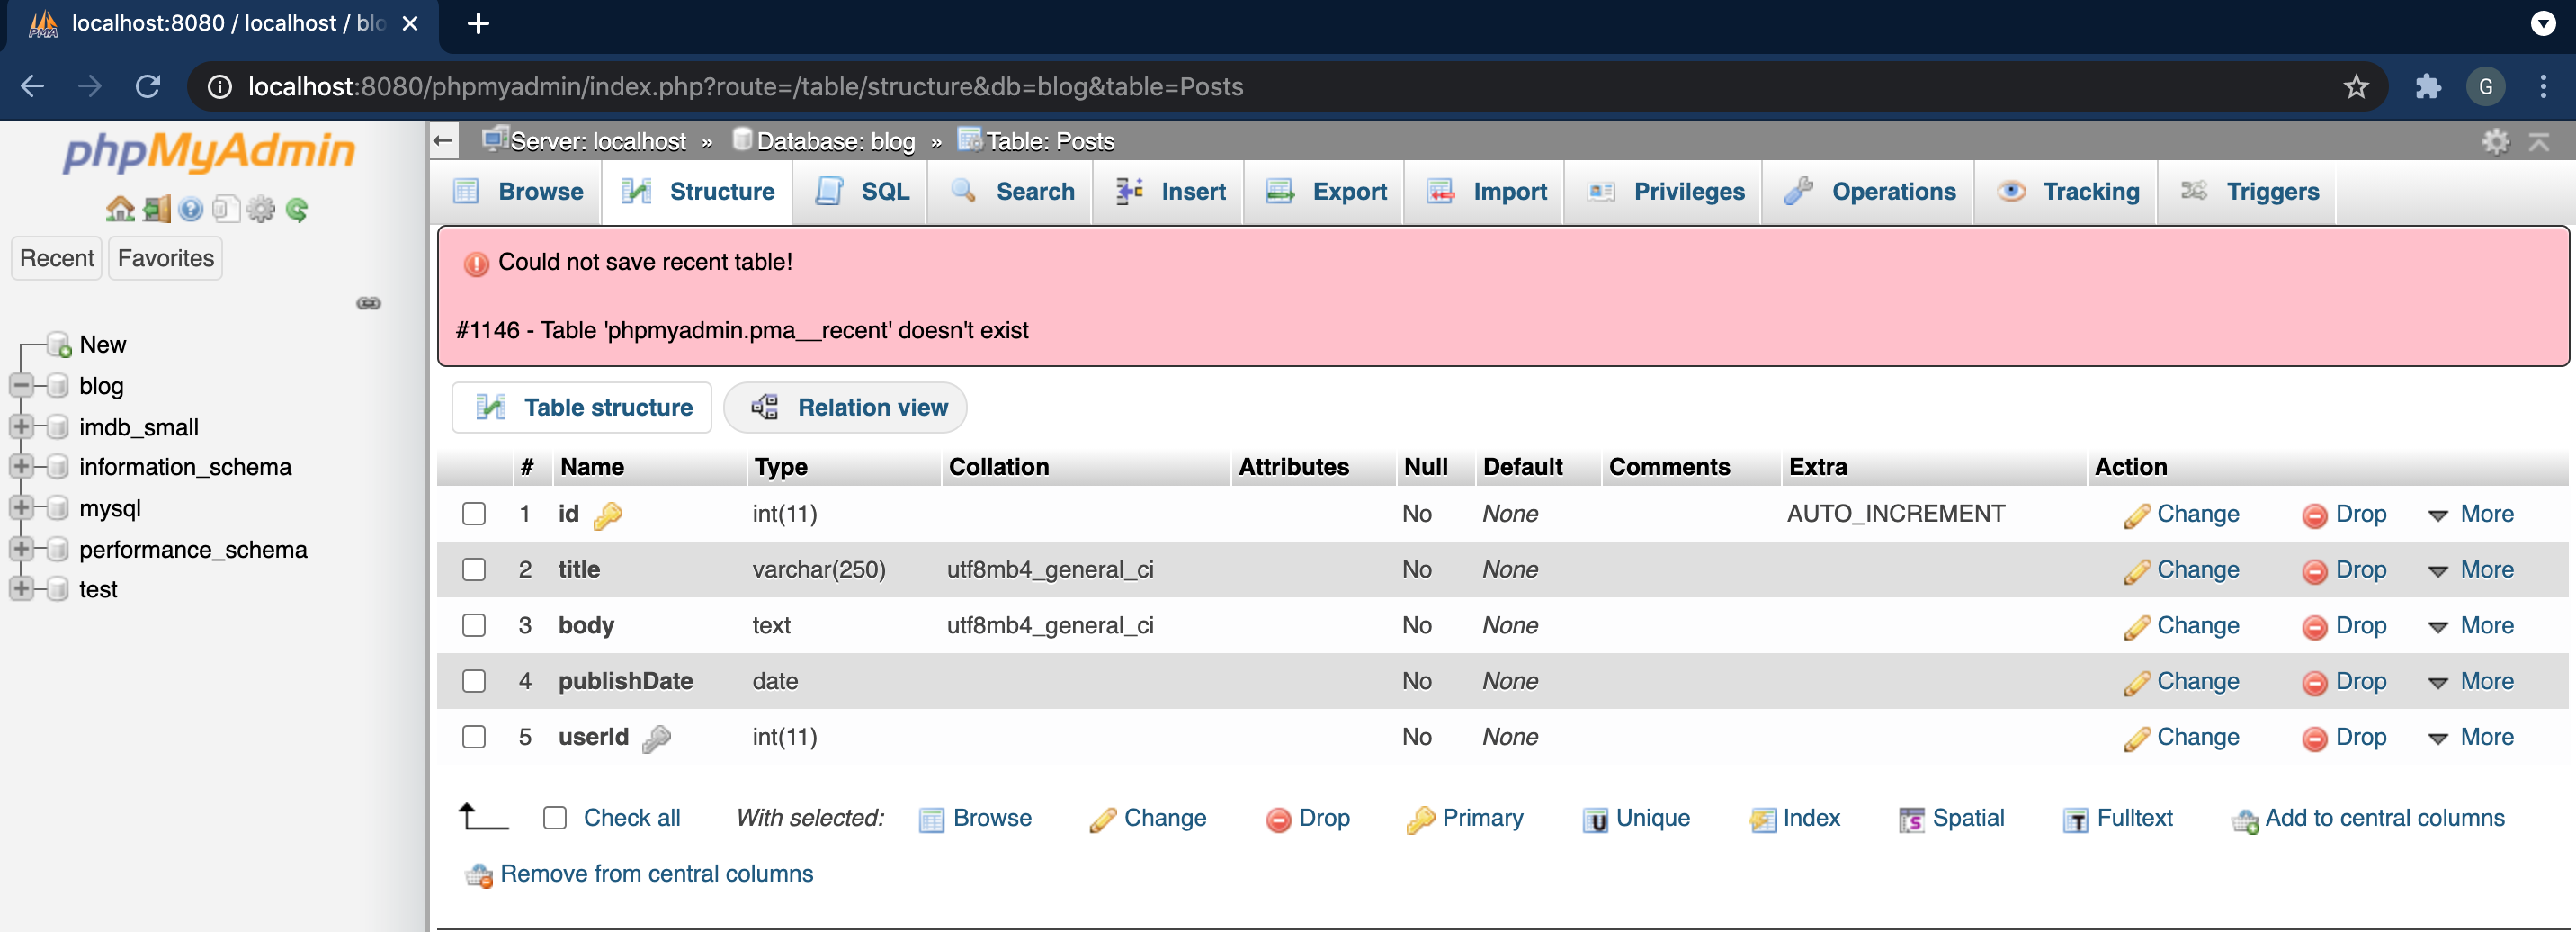 localhost:8080 / localhost / blo
localhost:8080/phpmyadmin/index.php?route=/table/structure&db=blog&table=Posts
G
phpMyAdmin
Recent Favorites
New
blog
imdb_small
information_schema
mysql
performance_schema
test
Server: localhost » Database: blog » Table: Posts
Browse Structure SQL Search Insert Export Import Privileges Operations Tracking Triggers
Could not save recent table!
#1146 - Table 'phpmyadmin.pma__recent' doesn't exist
Table structure Relation view
# Name Type Collation Attributes Null Default Comments Extra Action
1 id int(11) No None AUTO_INCREMENT Change Drop More
2 title varchar(250) utf8mb4_general_ci No None Change Drop More
3 body text utf8mb4_general_ci No None Change Drop More
4 publishDate date No None Change Drop More
5 userId int(11) No None Change Drop More
Check all With selected: Browse Change Drop Primary Unique Index Spatial Fulltext Add to central columns
Remove from central columns